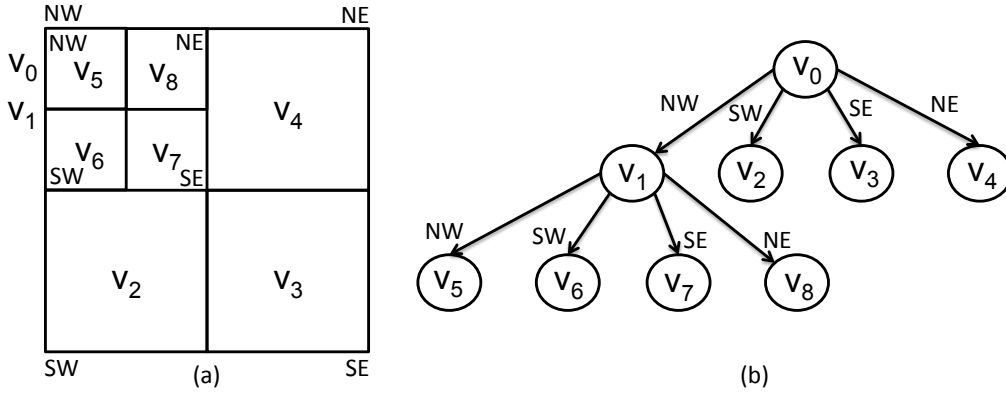 NW NE
NW NE
v0 v5 v8
v1 v4
v6 v7
SW SE
v2 v3
SW SE
(a)
v0
NW SW SE NE
v1 v2 v3 v4
NW SW SE NE
v5 v6 v7 v8
(b)